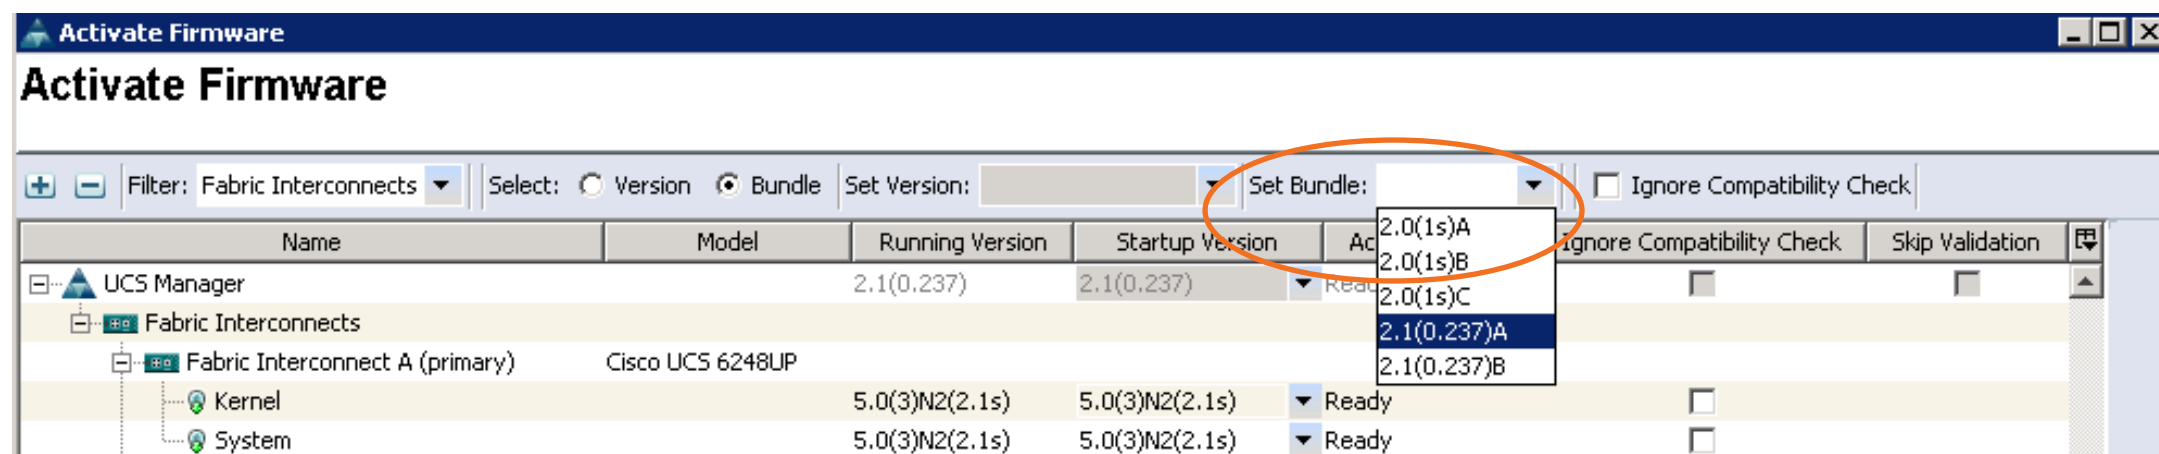 Activate Firmware
Activate Firmware
Filter: Fabric Interconnects Select: Version Bundle Set Version: Set Bundle: Ignore Compatibility Check
2.0(1s)A
2.0(1s)B
2.0(1s)C
2.1(0.237)A
2.1(0.237)B
Name Model Running Version Startup Version Ignore Compatibility Check Skip Validation
UCS Manager 2.1(0.237) 2.1(0.237)
Fabric Interconnects
Fabric Interconnect A (primary) Cisco UCS 6248UP
Kernel 5.0(3)N2(2.1s) 5.0(3)N2(2.1s) Ready
System 5.0(3)N2(2.1s) 5.0(3)N2(2.1s) Ready